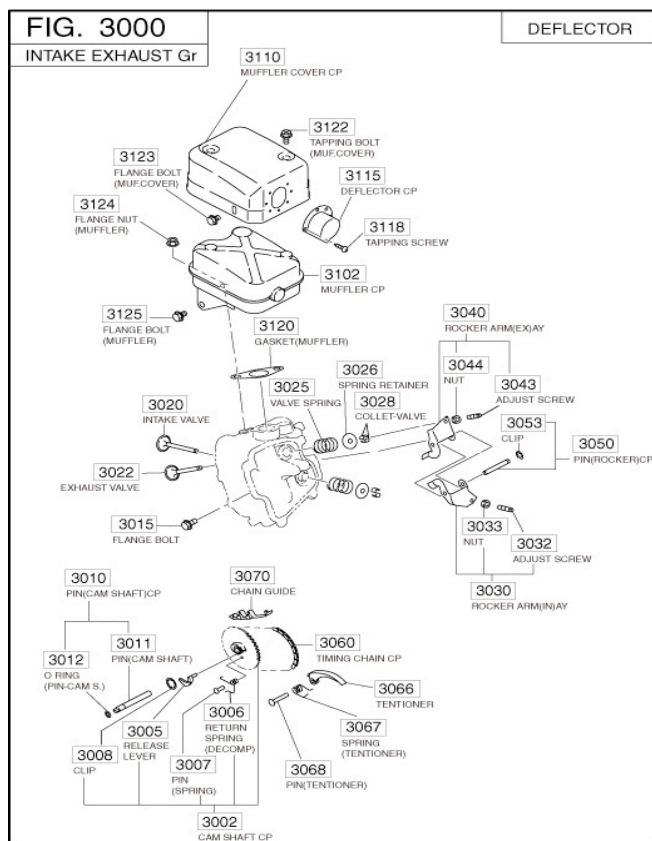 FIG. 3000
INTAKE EXHAUST Gr
DEFLECTOR
3110
MUFFLER COVER CP
3122
TAPPING BOLT
(MUF.COVER)
3123
FLANGE BOLT
(MUF.COVER)
3115
DEFLECTOR CP
3124
FLANGE NUT
(MUFFLER)
3118
TAPPING SCREW
3102
MUFFLER CP
3125
FLANGE BOLT
(MUFFLER)
3120
GASKET(MUFFLER)
3040
ROCKER ARM(EX)AY
3026
SPRING RETAINER
3044
NUT
3025
VALVE SPRING
3043
ADJUST SCREW
3028
COLLET-VALVE
3020
INTAKE VALVE
3053
CLIP
3050
PIN(ROCKER)CP
3022
EXHAUST VALVE
3015
FLANGE BOLT
3033
NUT
3032
ADJUST SCREW
3030
ROCKER ARM(IN)AY
3010
PIN(CAM SHAFT)CP
3070
CHAIN GUIDE
3011
PIN(CAM SHAFT)
3060
TIMING CHAIN CP
3012
O RING
(PIN-CAM S.)
3066
TENTIONER
3006
RETURN
SPRING
(DECOMP)
3005
RELEASE
LEVER
3067
SPRING
(TENTIONER)
3008
CLIP
3007
PIN
(SPRING)
3068
PIN(TENTIONER)
3002
CAM SHAFT CP